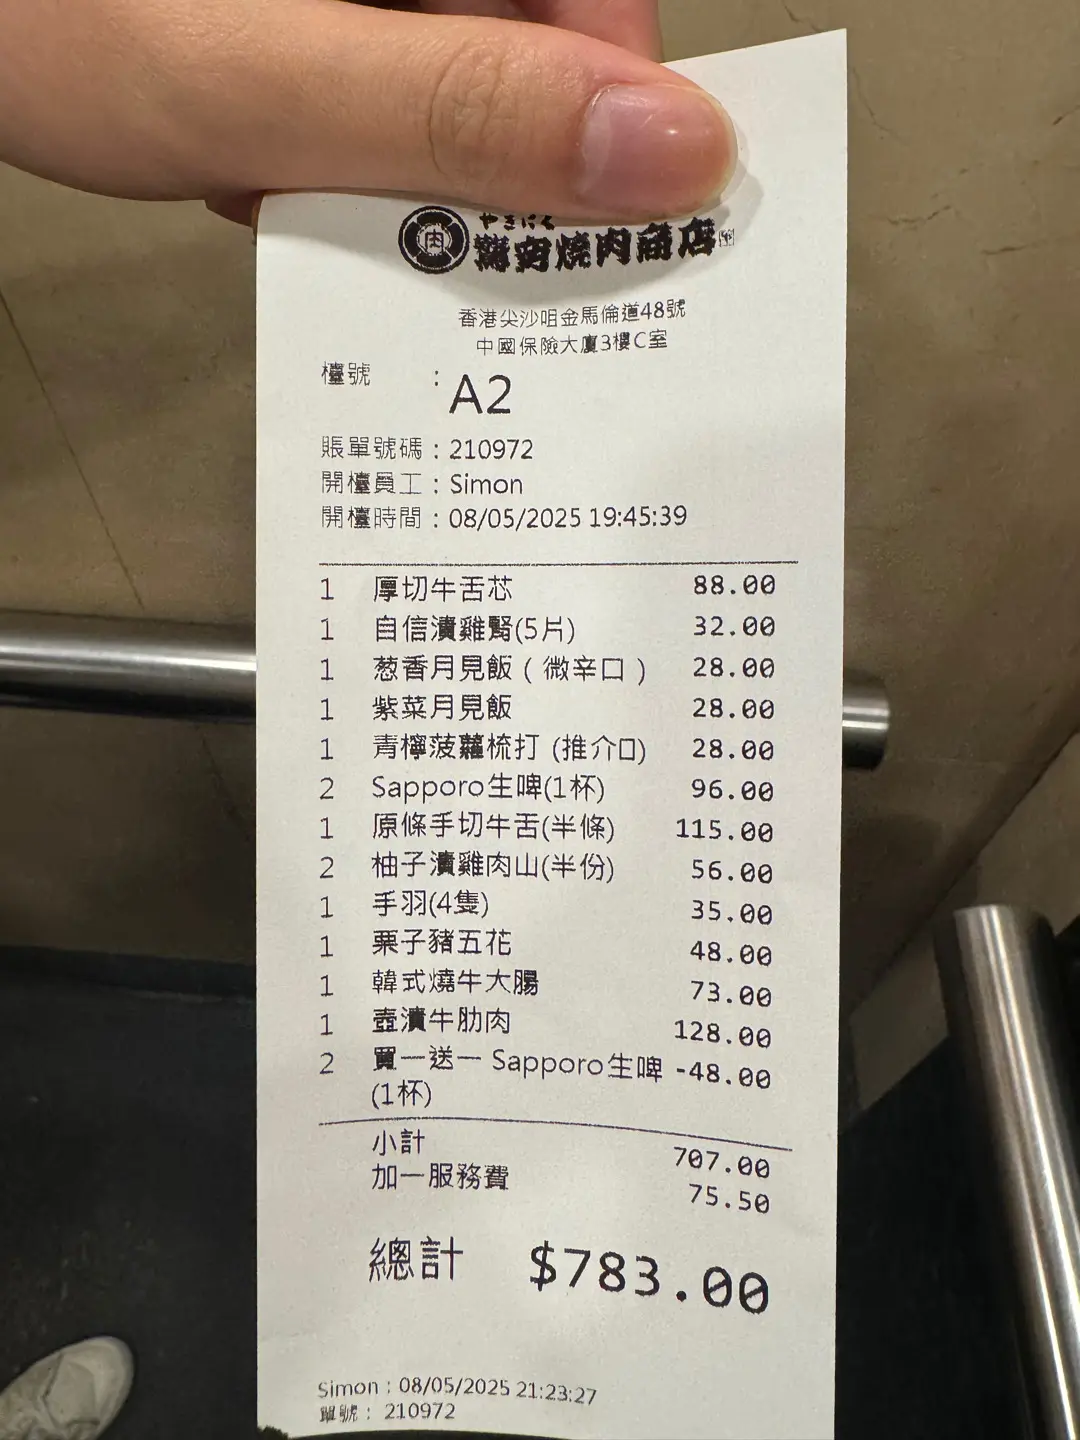 やきにく
燒肉商店
香港尖沙咀金馬倫道48號
中國保險大廈3樓C室
檯號 : A2
賬單號碼 : 210972
開檯員工 : Simon
開檯時間 : 08/05/2025 19:45:39
1 厚切牛舌芯 88.00
1 自信漬雞腎(5片) 32.00
1 葱香月見飯 ( 微辛口 ) 28.00
1 紫菜月見飯 28.00
1 青檸菠蘿梳打 (推介口) 28.00
2 Sapporo生啤(1杯) 96.00
1 原條手切牛舌(半條) 115.00
2 柚子漬雞肉山(半份) 56.00
1 手羽(4隻) 35.00
1 栗子豬五花 48.00
1 韓式燒牛大腸 73.00
1 壺漬牛肋肉 128.00
2 買一送一 Sapporo生啤 -48.00
(1杯)
小計 707.00
加一服務費 75.50
總計 $783.00
Simon : 08/05/2025 21:23:27
單號 : 210972